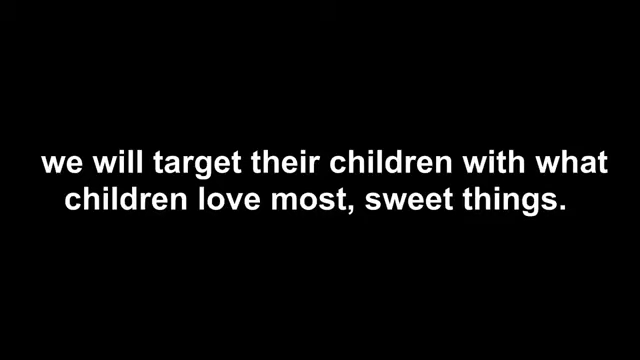 we will target their children with what
children love most, sweet things.